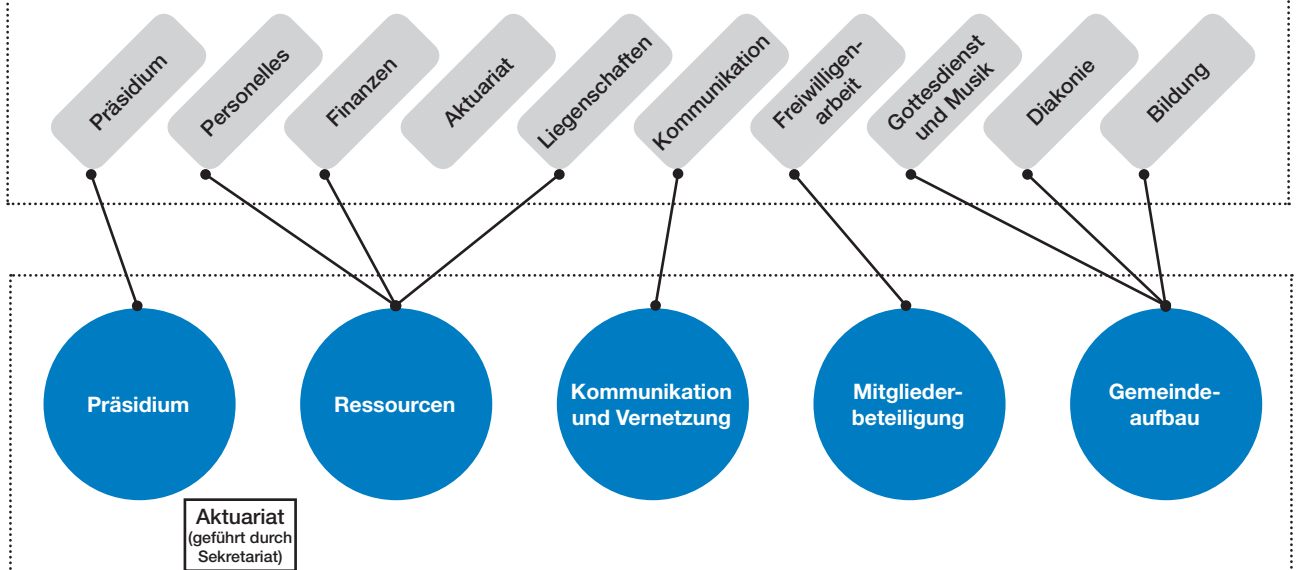 Präsidium
Personelles
Finanzen
Aktuariat
Liegenschaften
Kommunikation
Freiwilligen-
arbeit
Gottesdienst
und Musik
Diakonie
Bildung
Präsidium
Ressourcen
Kommunikation
und Vernetzung
Mitglieder-
beteiligung
Gemeinde-
aufbau
Aktuariat
(geführt durch
Sekretariat)